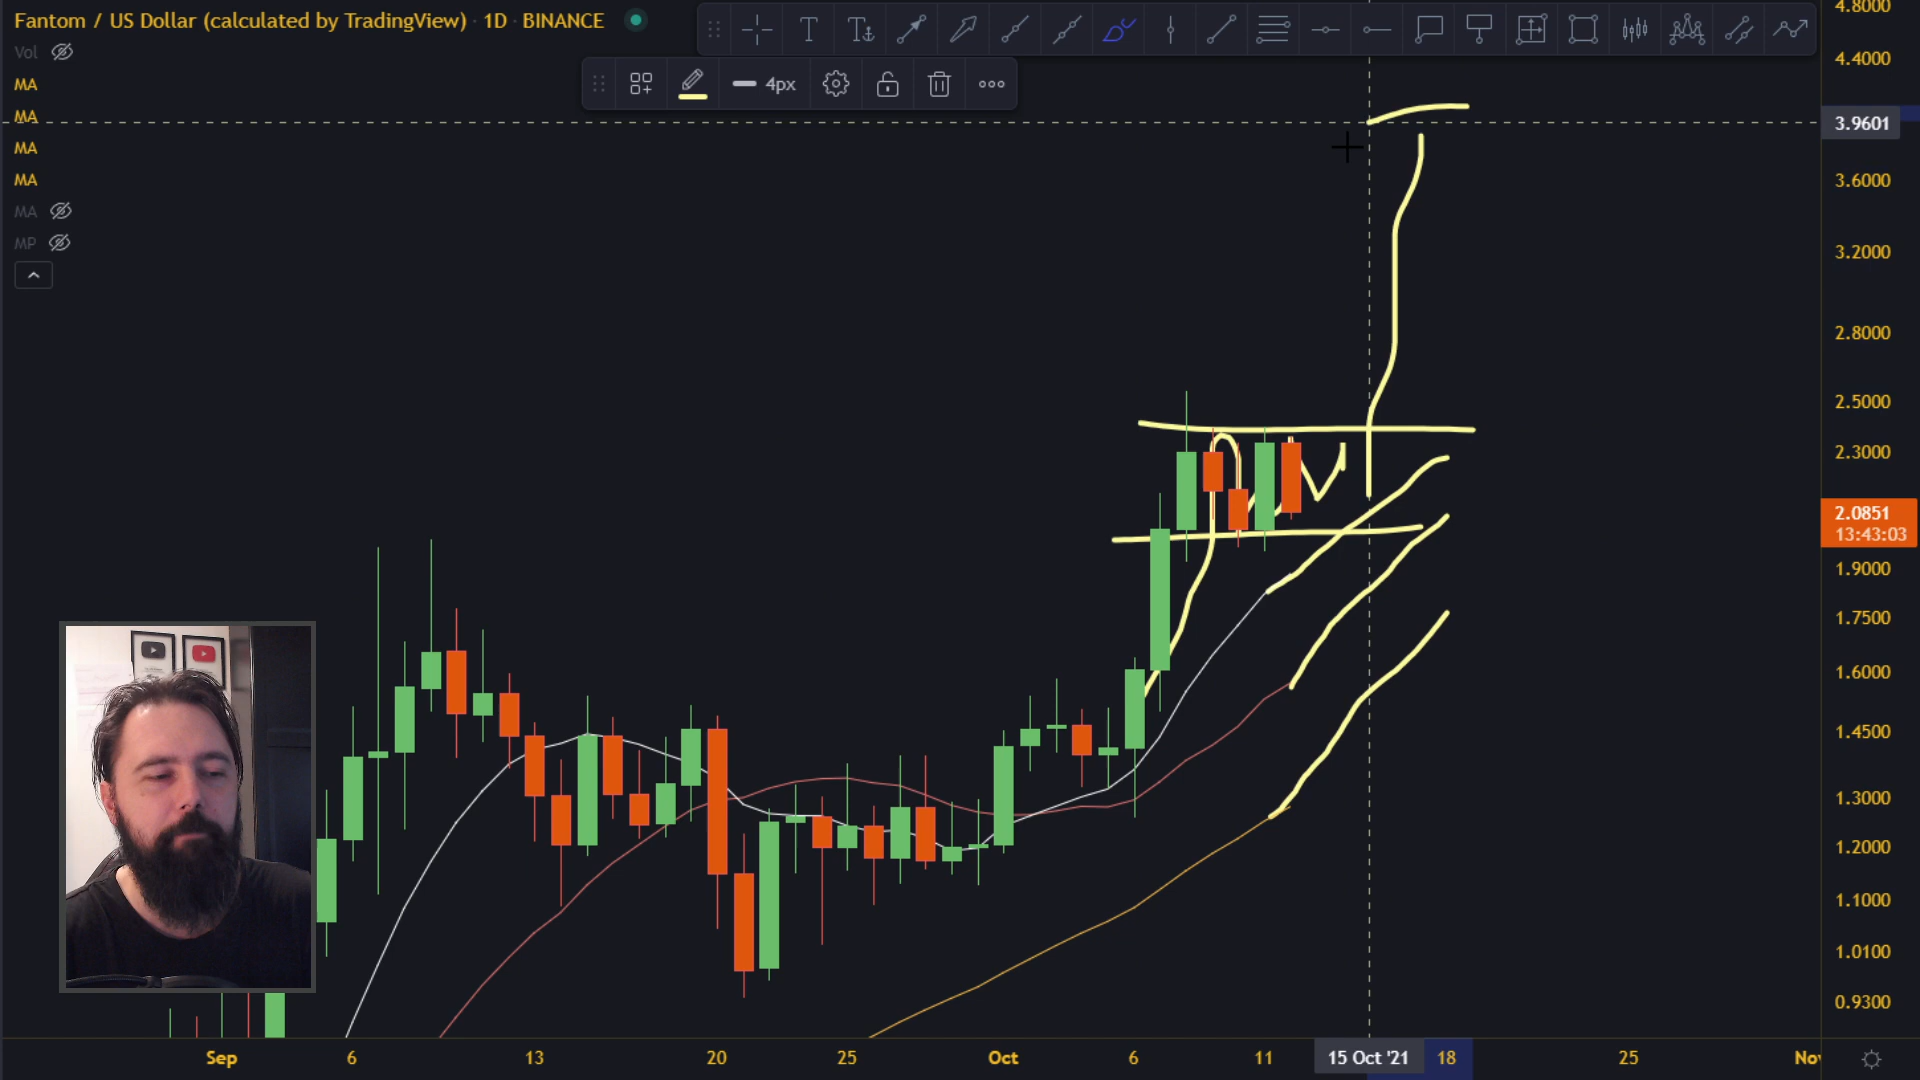 Fantom / US Dollar (calculated by TradingView) · 1D · BINANCE
Vol
MA
MA
MA
MA
MA
MP
T
T
4px
4.8000
4.4000
3.9601
3.6000
3.2000
2.8000
2.5000
2.3000
2.0851
13:43:03
1.9000
1.7500
1.6000
1.4500
1.3000
1.2000
1.1000
1.0100
0.9300
Sep
6
13
20
25
Oct
6
11
15 Oct '21
18
25
Nov